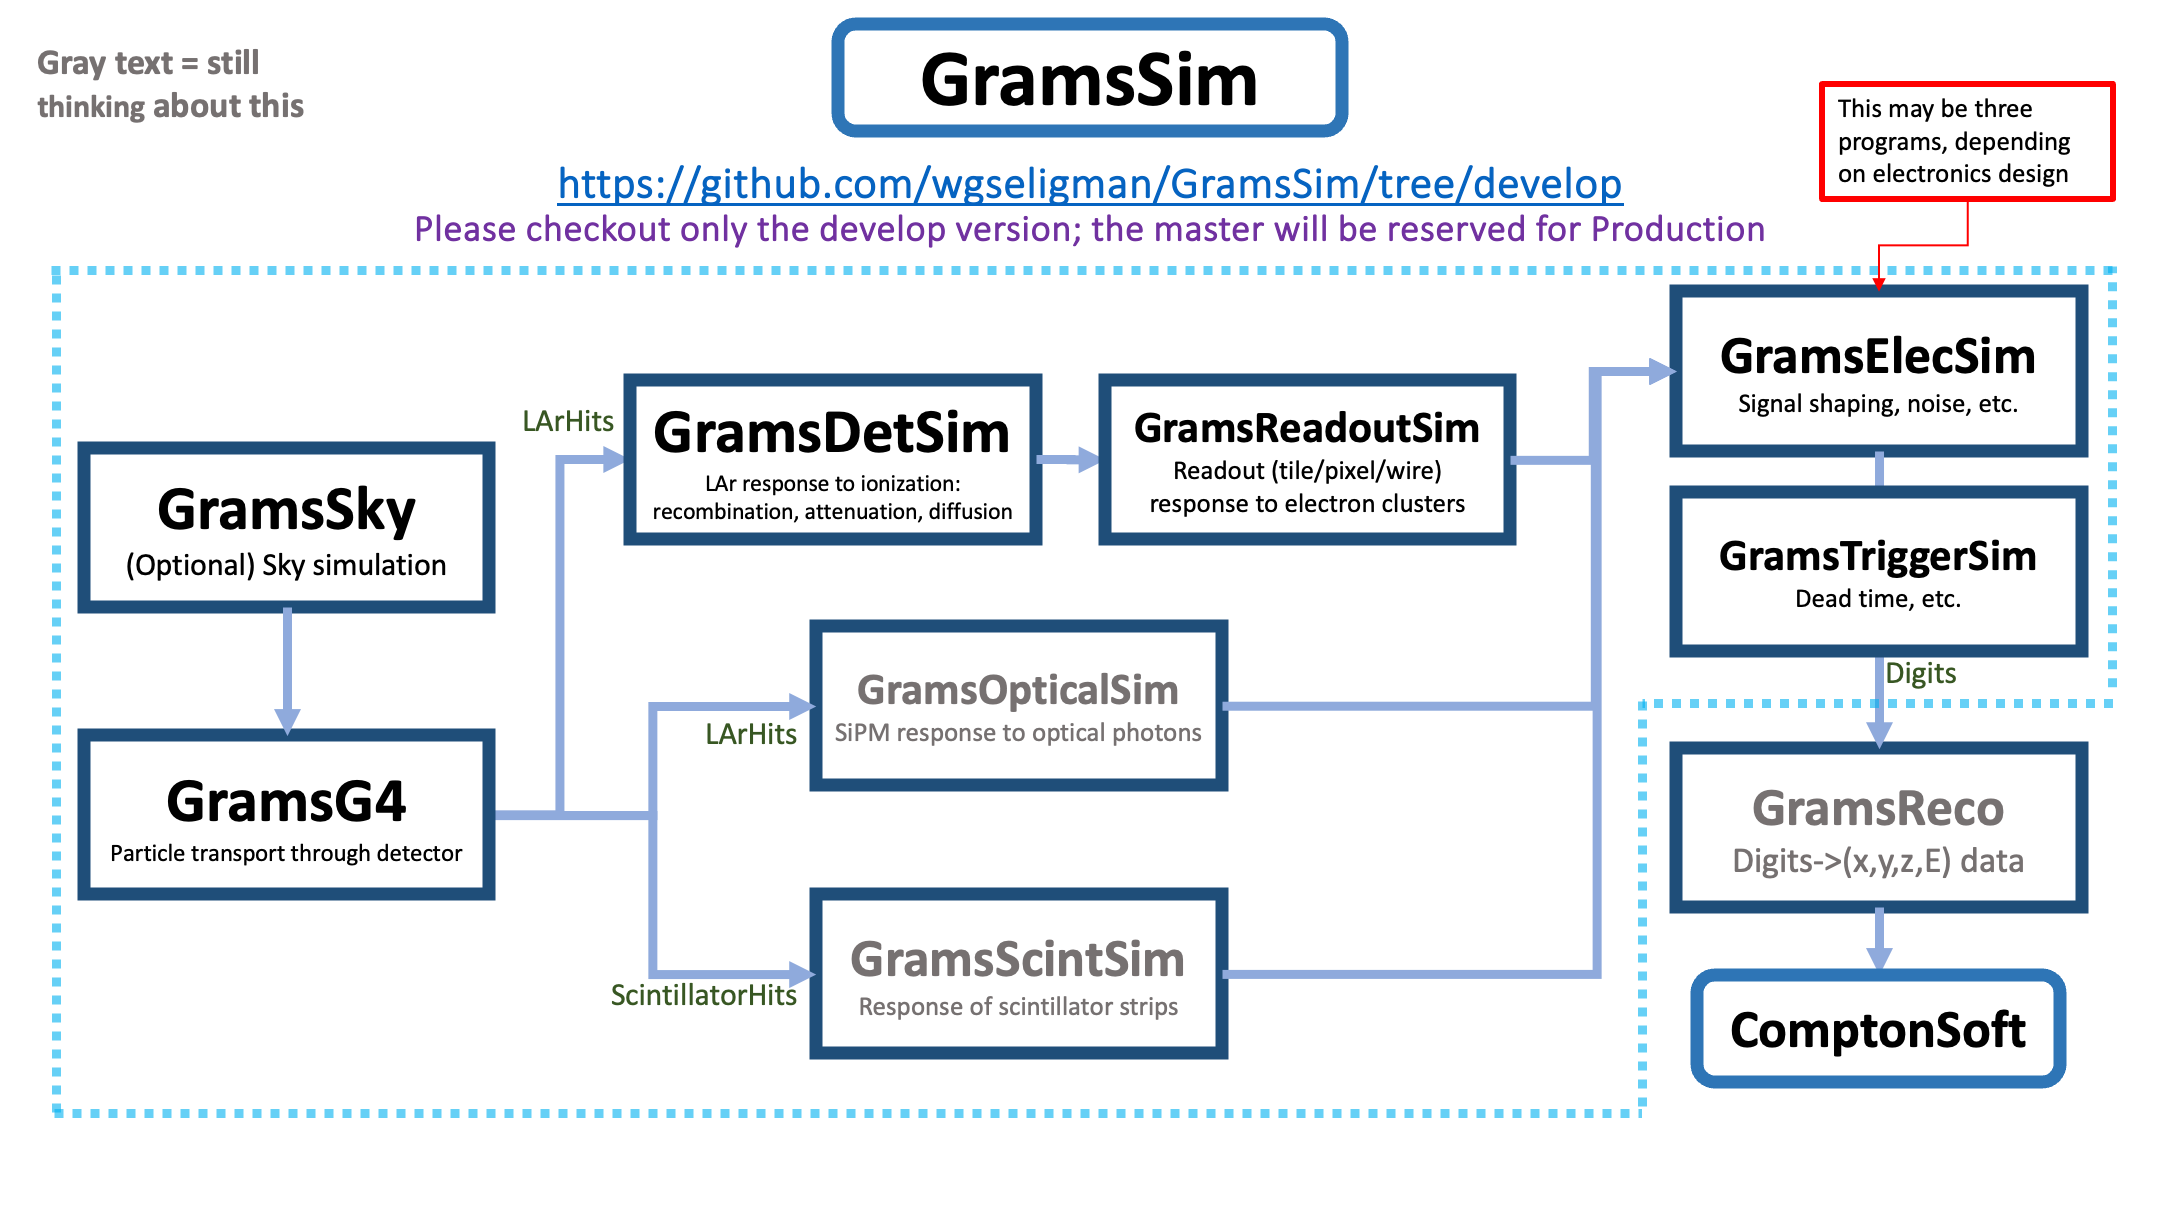 Gray text = still
thinking about this
GramsSim
https://github.com/wgseligman/GramsSim/tree/develop
Please checkout only the develop version; the master will be reserved for Production
This may be three
programs, depending
on electronics design
GramsSky
(Optional) Sky simulation
GramsG4
Particle transport through detector
LArHits
GramsDetSim
LAr response to ionization:
recombination, attenuation, diffusion
GramsReadoutSim
Readout (tile/pixel/wire)
response to electron clusters
LArHits
GramsOpticalSim
SiPM response to optical photons
ScintillatorHits
GramsScintSim
Response of scintillator strips
GramsElecSim
Signal shaping, noise, etc.
GramsTriggerSim
Dead time, etc.
Digits
GramsReco
Digits->(x,y,z,E) data
ComptonSoft